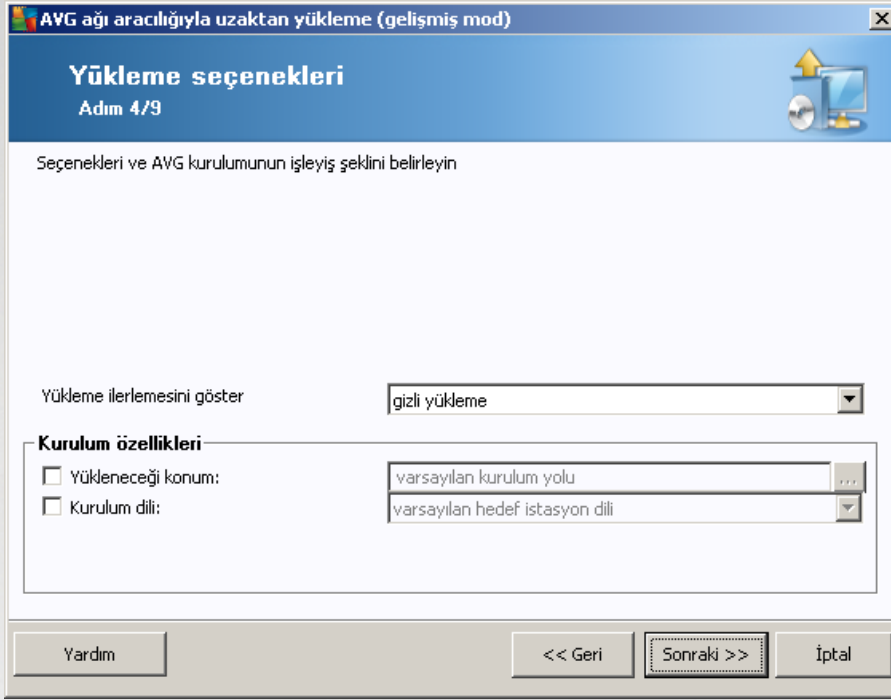 AVG ağı aracılığıyla uzaktan yükleme (gelişmiş mod)
Yükleme seçenekleri
Adım 4/9
Seçenekleri ve AVG kurulumunun işleyiş şeklini belirleyin
Yükleme ilerlemesini göster
gizli yükleme
Kurulum özellikleri
Yükleneceği konum:
varsayılan kurulum yolu
...
Kurulum dili:
varsayılan hedef istasyon dili
Yardım
<< Geri
Sonraki >>
İptal